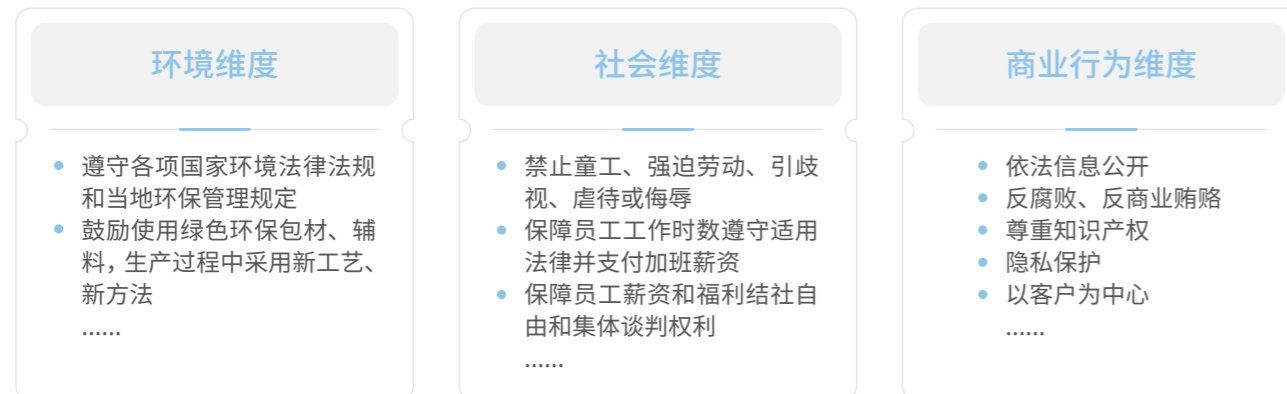 环境维度
遵守各项国家环境法律法规
和当地环保管理规定
鼓励使用绿色环保包材、辅
料，生产过程中采用新工艺、
新方法
......
社会维度
禁止童工、强迫劳动、引歧
视、虐待或侮辱
保障员工工作时数遵守适用
法律并支付加班薪资
保障员工薪资和福利结社自
由和集体谈判权利
......
商业行为维度
依法信息公开
反腐败、反商业贿赂
尊重知识产权
隐私保护
以客户为中心
......